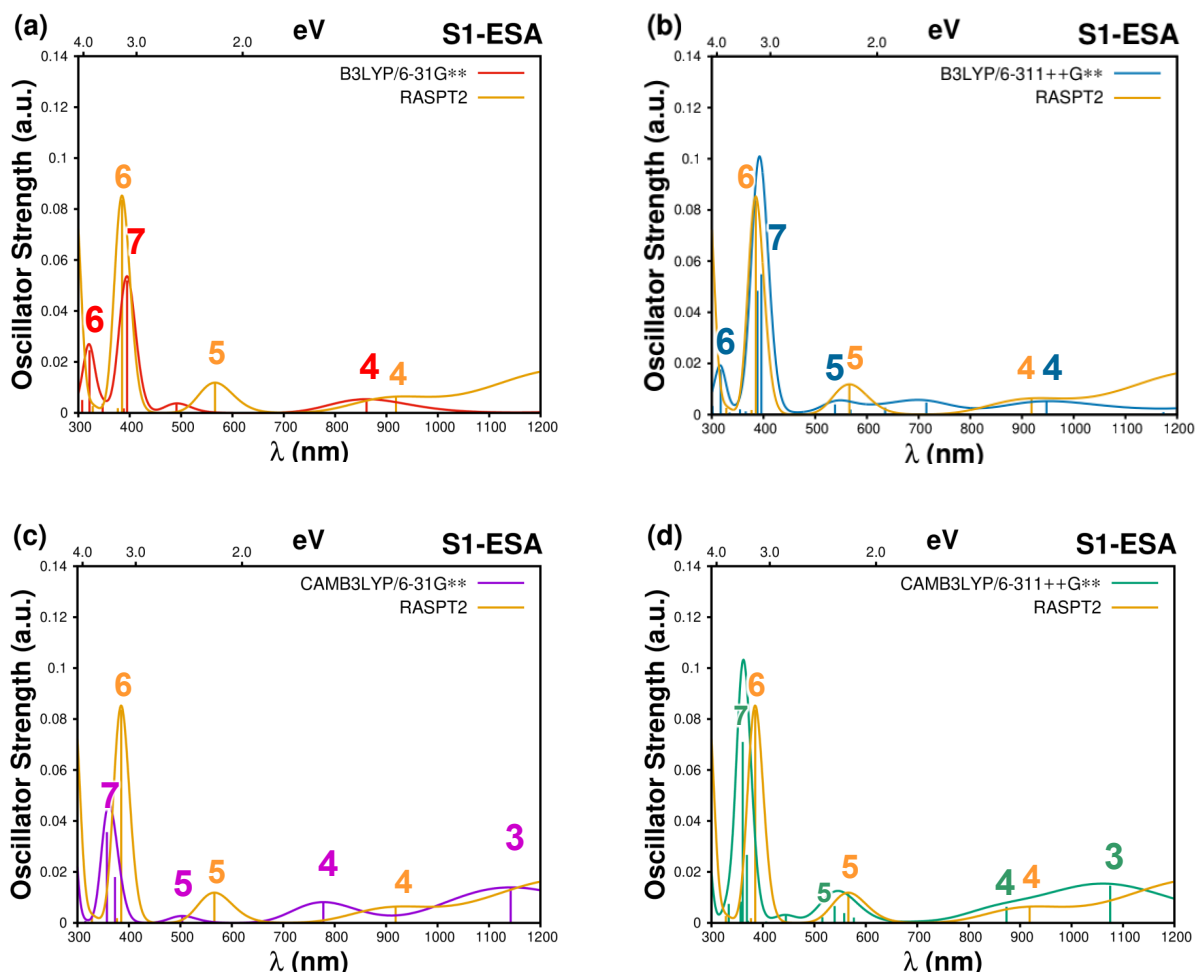 (a) eV S1-ESA
4.0 3.0 2.0
B3LYP/6-31G**
RASPT2
Oscillator Strength (a.u.)
0.14
0.12
0.1
0.08
0.06
0.04
0.02
0
6
7
6
5
4
4
300 400 500 600 700 800 900 1000 1100 1200
λ (nm)
(b) eV S1-ESA
4.0 3.0 2.0
B3LYP/6-311++G**
RASPT2
Oscillator Strength (a.u.)
0.14
0.12
0.1
0.08
0.06
0.04
0.02
0
6
7
6
5
5
4
4
300 400 500 600 700 800 900 1000 1100 1200
λ (nm)
(c) eV S1-ESA
4.0 3.0 2.0
CAMB3LYP/6-31G**
RASPT2
Oscillator Strength (a.u.)
0.14
0.12
0.1
0.08
0.06
0.04
0.02
0
6
7
5
5
4
4
3
300 400 500 600 700 800 900 1000 1100 1200
λ (nm)
(d) eV S1-ESA
4.0 3.0 2.0
CAMB3LYP/6-311++G**
RASPT2
Oscillator Strength (a.u.)
0.14
0.12
0.1
0.08
0.06
0.04
0.02
0
6
7
5
5
4
4
3
300 400 500 600 700 800 900 1000 1100 1200
λ (nm)